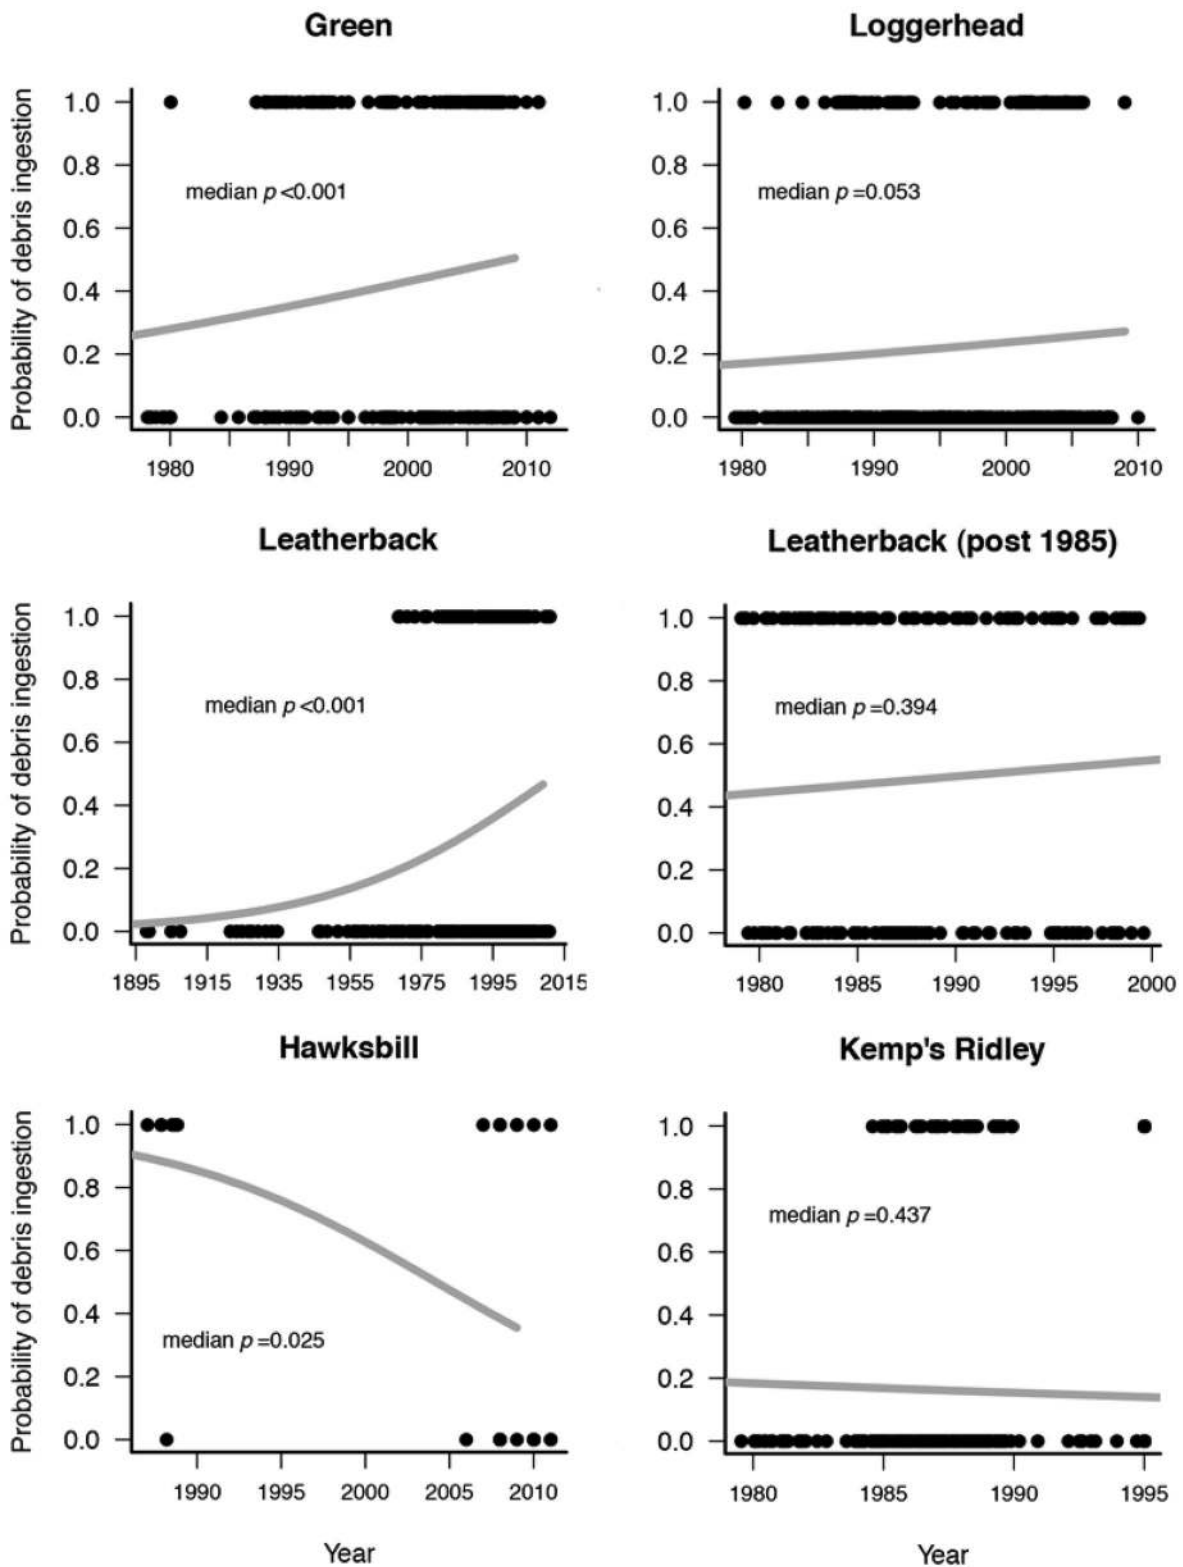 Green
Probability of debris ingestion
1.0
0.8
0.6
0.4
0.2
0.0
median p <0.001
1980 1990 2000 2010
Loggerhead
1.0
0.8
0.6
0.4
0.2
0.0
median p =0.053
1980 1990 2000 2010
Leatherback
Probability of debris ingestion
1.0
0.8
0.6
0.4
0.2
0.0
median p <0.001
1895 1915 1935 1955 1975 1995 2015
Leatherback (post 1985)
1.0
0.8
0.6
0.4
0.2
0.0
median p =0.394
1980 1985 1990 1995 2000
Hawksbill
Probability of debris ingestion
1.0
0.8
0.6
0.4
0.2
0.0
median p =0.025
1990 1995 2000 2005 2010
Year
Kemp's Ridley
1.0
0.8
0.6
0.4
0.2
0.0
median p =0.437
1980 1985 1990 1995
Year